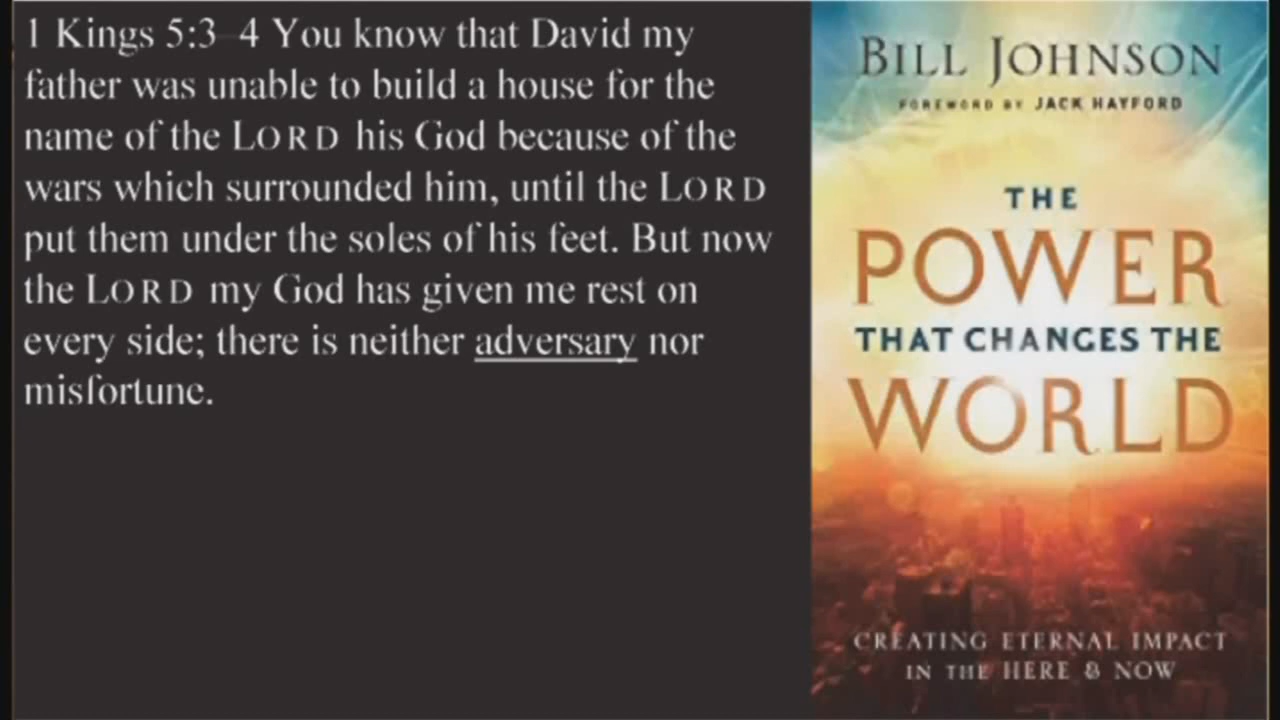 1 Kings 5:3–4 You know that David my
father was unable to build a house for the
name of the LORD his God because of the
wars which surrounded him, until the LORD
put them under the soles of his feet. But now
the LORD my God has given me rest on
every side; there is neither adversary nor
misfortune.
BILL JOHNSON
FOREWORD BY JACK HAYFORD
THE
POWER
THAT CHANGES THE
WORLD
CREATING ETERNAL IMPACT
IN THE HERE & NOW